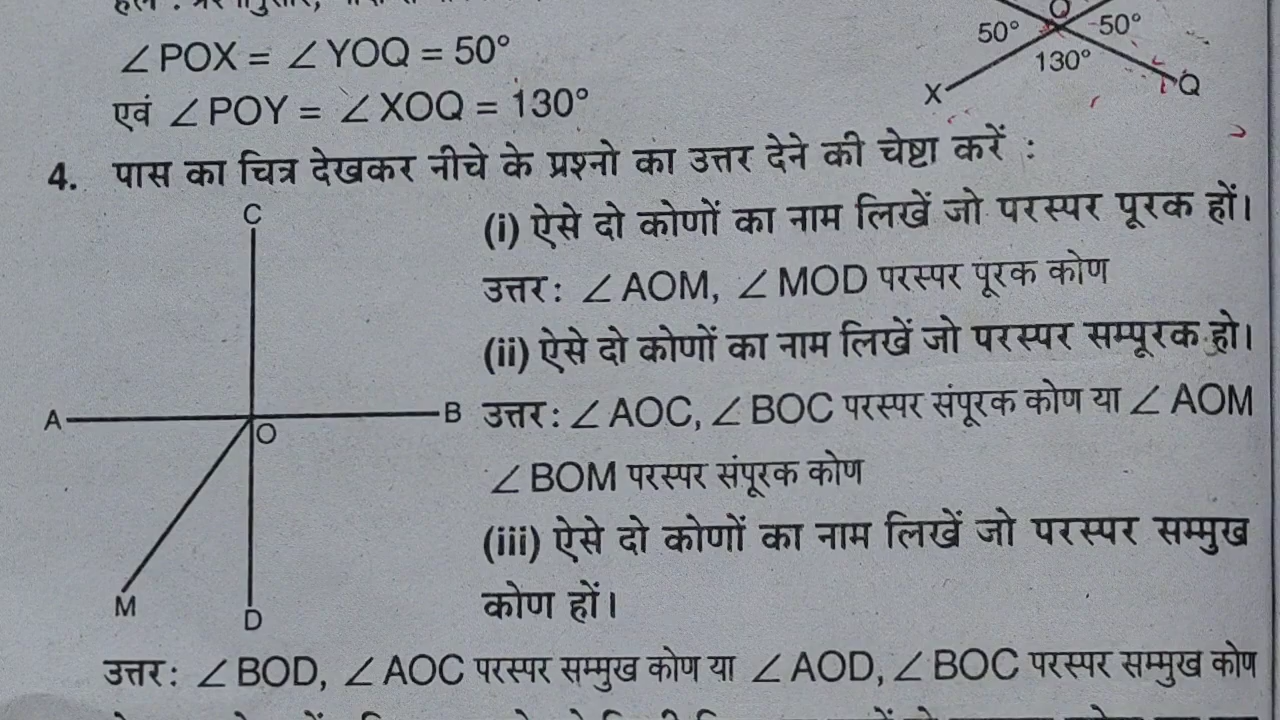 ∠POX = ∠YOQ = 50°
एवं ∠POY = ∠XOQ = 130°
O
50°
50°
130°
X
Q
4. पास का चित्र देखकर नीचे के प्रश्नो का उत्तर देने की चेष्टा करें :
C
(i) ऐसे दो कोणों का नाम लिखें जो परस्पर पूरक हों।
उत्तर: ∠AOM, ∠MOD परस्पर पूरक कोण
(ii) ऐसे दो कोणों का नाम लिखें जो परस्पर सम्पूरक हो।
A
B
O
उत्तर: ∠AOC, ∠BOC परस्पर संपूरक कोण या ∠AOM
∠BOM परस्पर संपूरक कोण
(iii) ऐसे दो कोणों का नाम लिखें जो परस्पर सम्मुख
कोण हों।
M
D
उत्तर: ∠BOD, ∠AOC परस्पर सम्मुख कोण या ∠AOD, ∠BOC परस्पर सम्मुख कोण